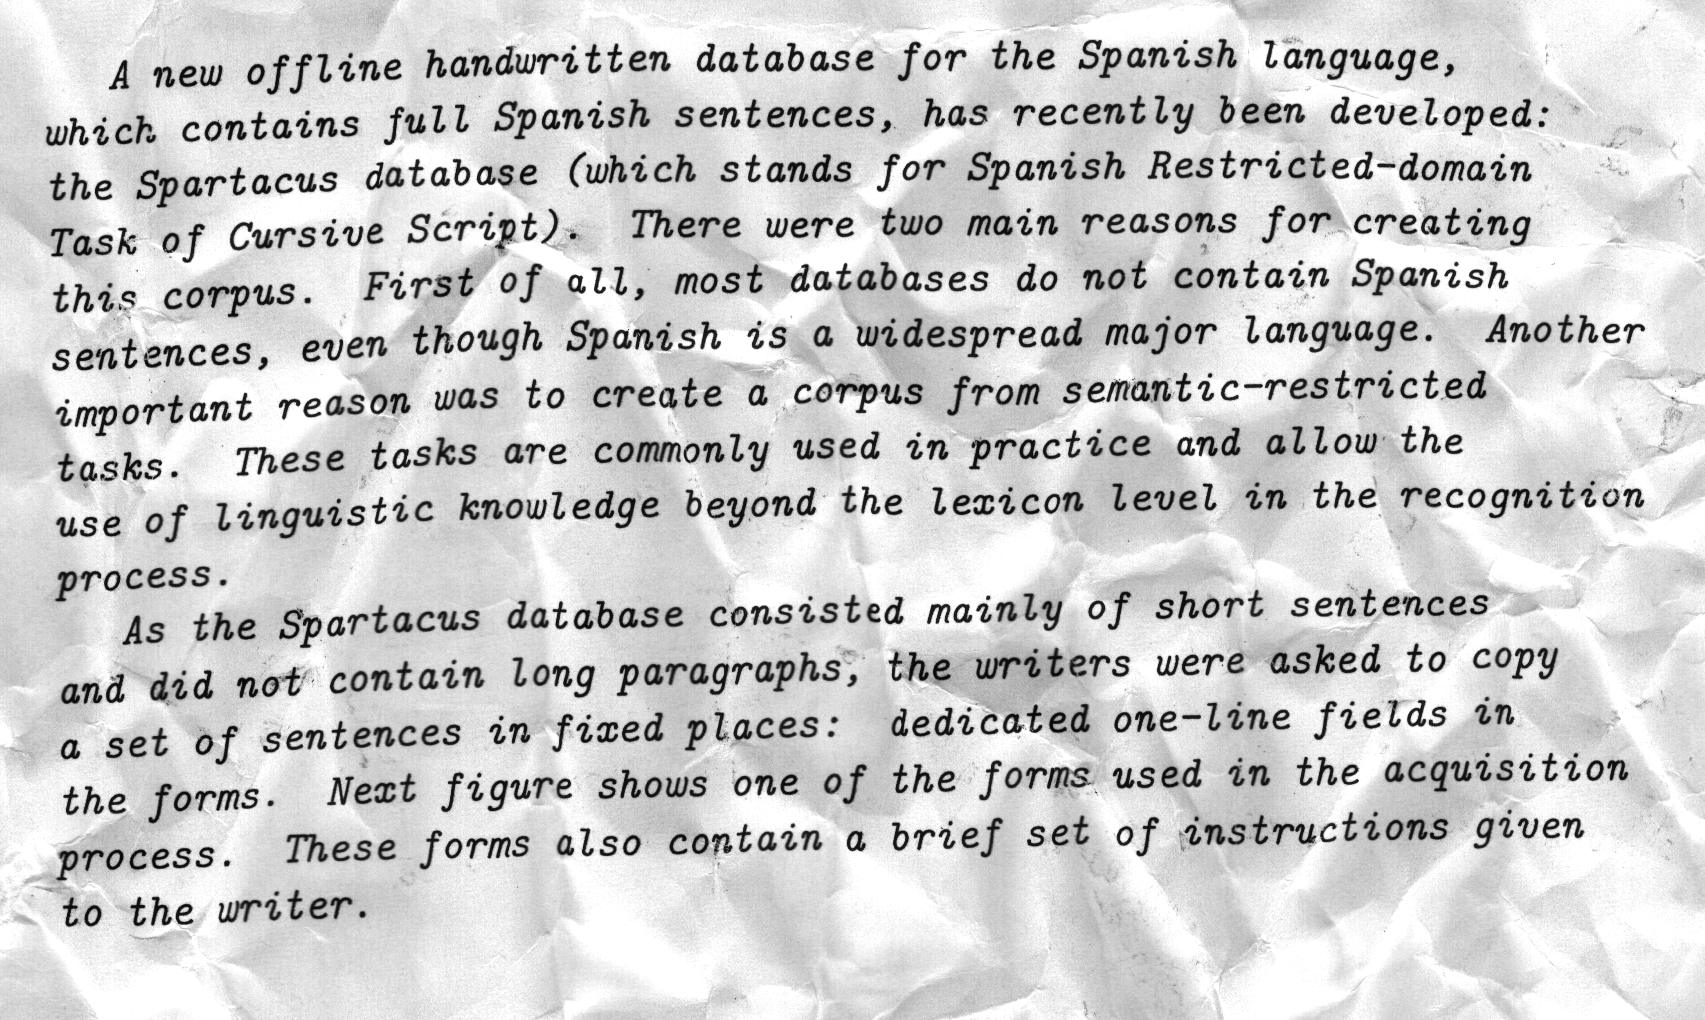 A new offline handwritten database for the Spanish language,
which contains full Spanish sentences, has recently been developed:
the Spartacus database (which stands for Spanish Restricted-domain
Task of Cursive Script). There were two main reasons for creating
this corpus. First of all, most databases do not contain Spanish
sentences, even though Spanish is a widespread major language. Another
important reason was to create a corpus from semantic-restricted
tasks. These tasks are commonly used in practice and allow the
use of linguistic knowledge beyond the lexicon level in the recognition
process.
As the Spartacus database consisted mainly of short sentences
and did not contain long paragraphs, the writers were asked to copy
a set of sentences in fixed places: dedicated one-line fields in
the forms. Next figure shows one of the forms used in the acquisition
process. These forms also contain a brief set of instructions given
to the writer.